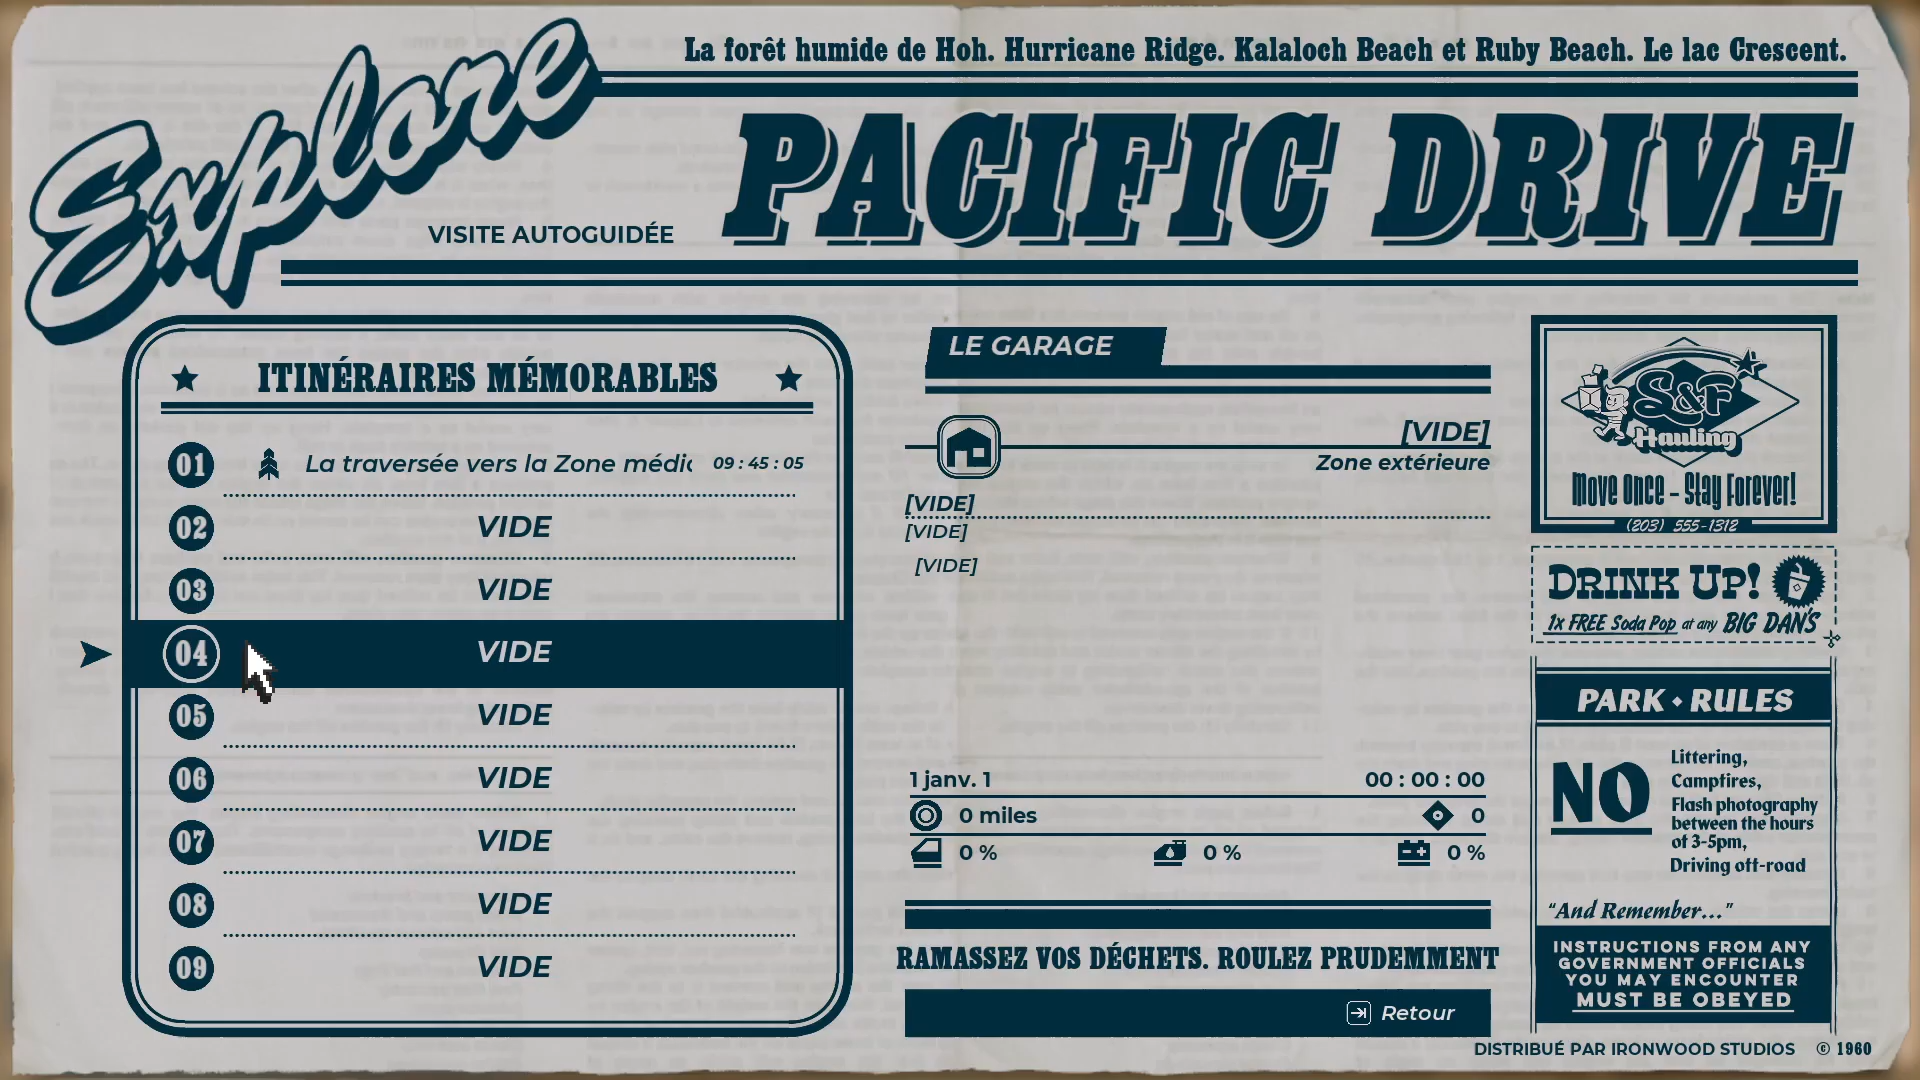 Explore
La forêt humide de Hoh. Hurricane Ridge. Kalaloch Beach et Ruby Beach. Le lac Crescent.
VISITE AUTOGUIDÉE
PACIFIC DRIVE
ITINÉRAIRES MÉMORABLES
01 La traversée vers la Zone médi 09 : 45 : 05
02 VIDE
03 VIDE
04 VIDE
05 VIDE
06 VIDE
07 VIDE
08 VIDE
09 VIDE
LE GARAGE
[VIDE]
Zone extérieure
[VIDE]
[VIDE]
[VIDE]
1 janv. 1 00 : 00 : 00
0 miles 0
0 % 0 % 0 %
RAMASSEZ VOS DÉCHETS. ROULEZ PRUDEMMENT
Retour
S&F
Hauling
Move Once - Stay Forever!
(203) 555-1312
DRINK UP!
1x FREE Soda Pop at any BIG DAN'S
PARK • RULES
NO
Littering,
Campfires,
Flash photography
between the hours
of 3-5pm,
Driving off-road
"And Remember..."
INSTRUCTIONS FROM ANY
GOVERNMENT OFFICIALS
YOU MAY ENCOUNTER
MUST BE OBEYED
DISTRIBUÉ PAR IRONWOOD STUDIOS © 1960